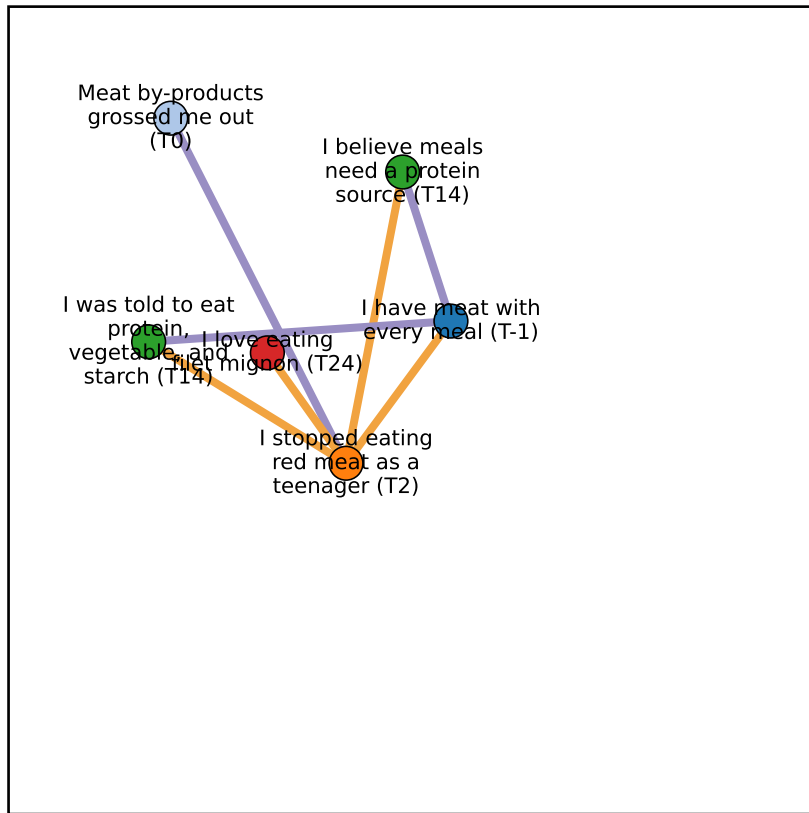 Meat by-products
grossed me out
(T0)
I believe meals
need a protein
source (T14)
I was told to eat
protein,
vegetable, and
starch (T14)
I love eating
filet mignon (T24)
I have meat with
every meal (T-1)
I stopped eating
red meat as a
teenager (T2)